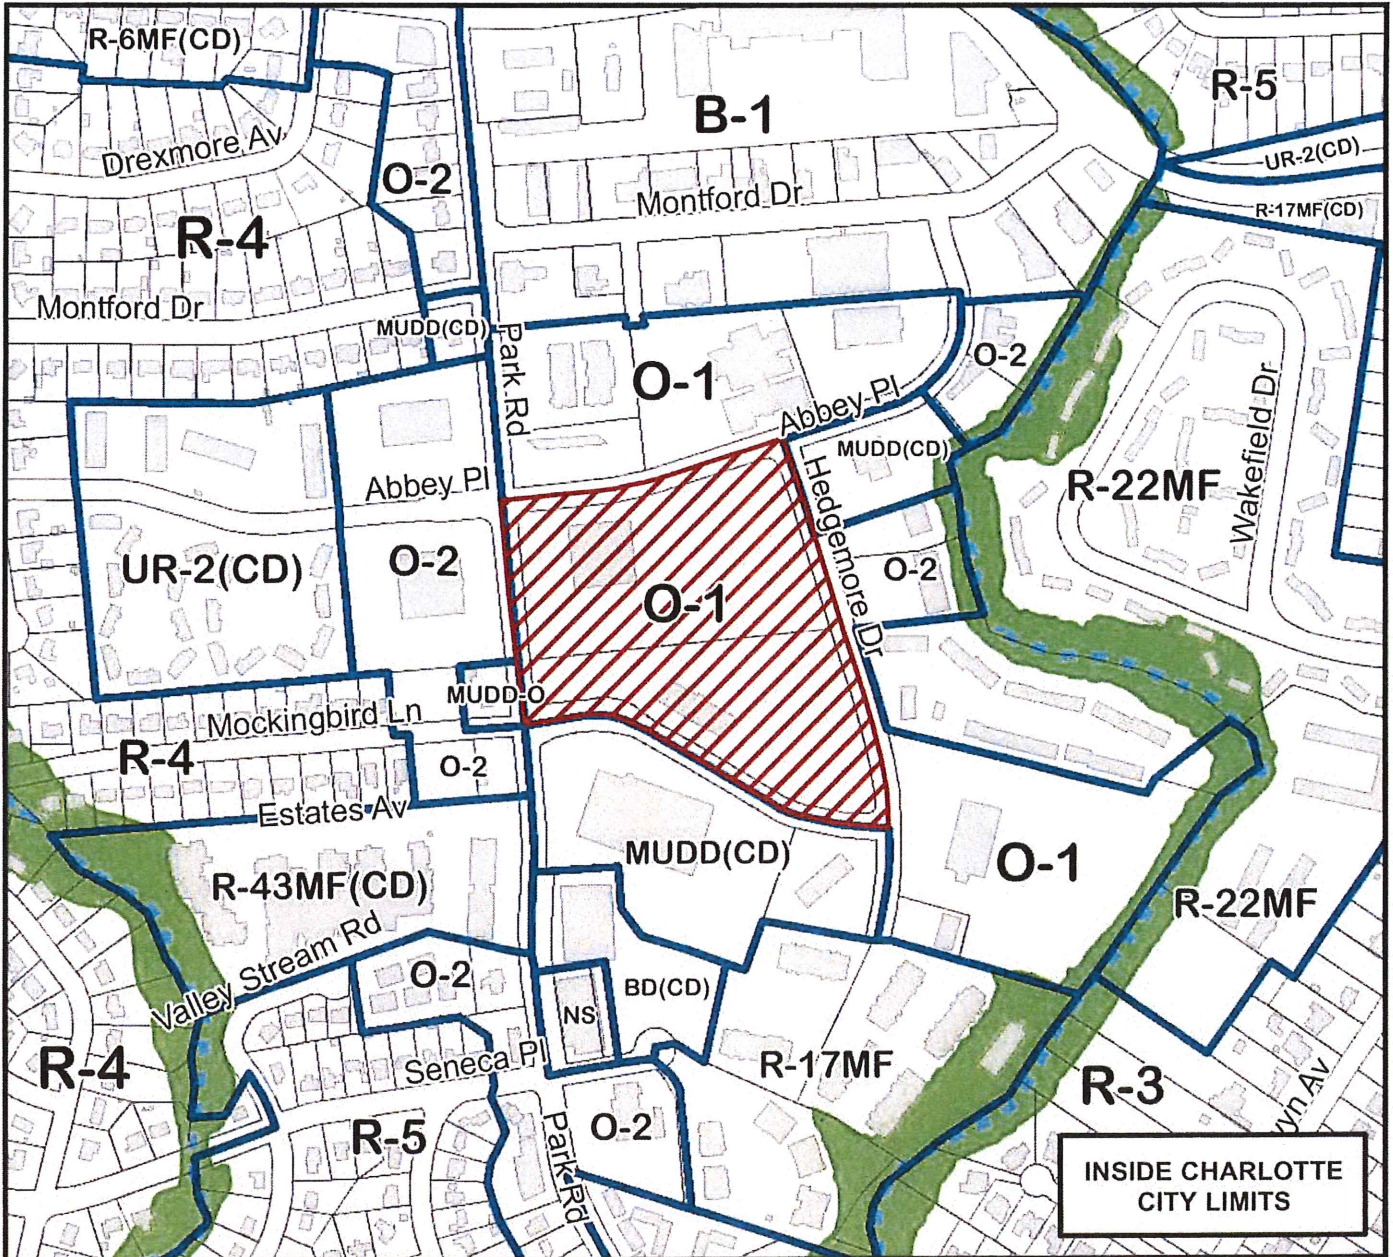 R-6MF(CD)
R-5
B-1
Drexmore Av
UR-2(CD)
O-2
Montford Dr
R-17MF(CD)
R-4
Montford Dr
MUDD(CD)
Park Rd
O-1
O-2
Abbey Pl
MUDD(CD)
Wakefield Dr
Abbey Pl
R-22MF
Hedgemore Dr
UR-2(CD)
O-2
O-2
O-1
MUDD-O
Mockingbird Ln
R-4
O-2
Estates Av
MUDD(CD)
O-1
R-43MF(CD)
R-22MF
Valley Stream Rd
O-2
BD(CD)
NS
R-4
Seneca Pl
R-17MF
R-3
wyn Av
R-5
Park Rd
O-2
INSIDE CHARLOTTE
CITY LIMITS